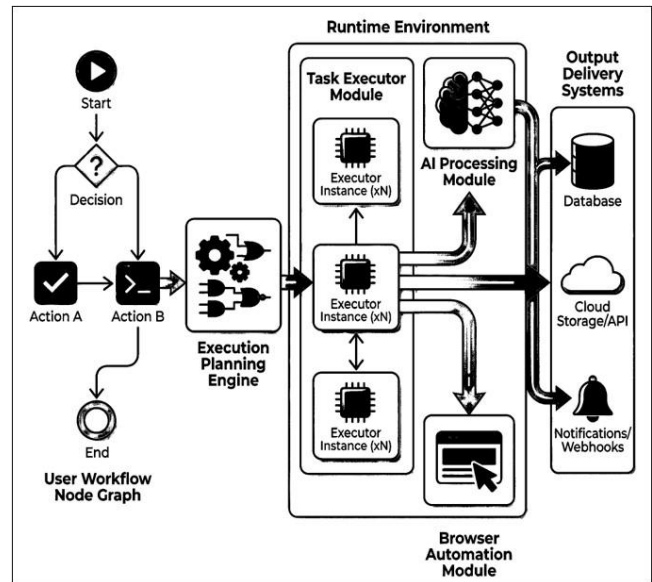 Runtime Environment
Start
Decision
Action A
Action B
End
User Workflow
Node Graph
Execution
Planning
Engine
Task Executor
Module
Executor
Instance (xN)
Executor
Instance (xN)
Executor
Instance (xN)
AI Processing
Module
Browser
Automation
Module
Output
Delivery
Systems
Database
Cloud
Storage/API
Notifications/
Webhooks
?
>_